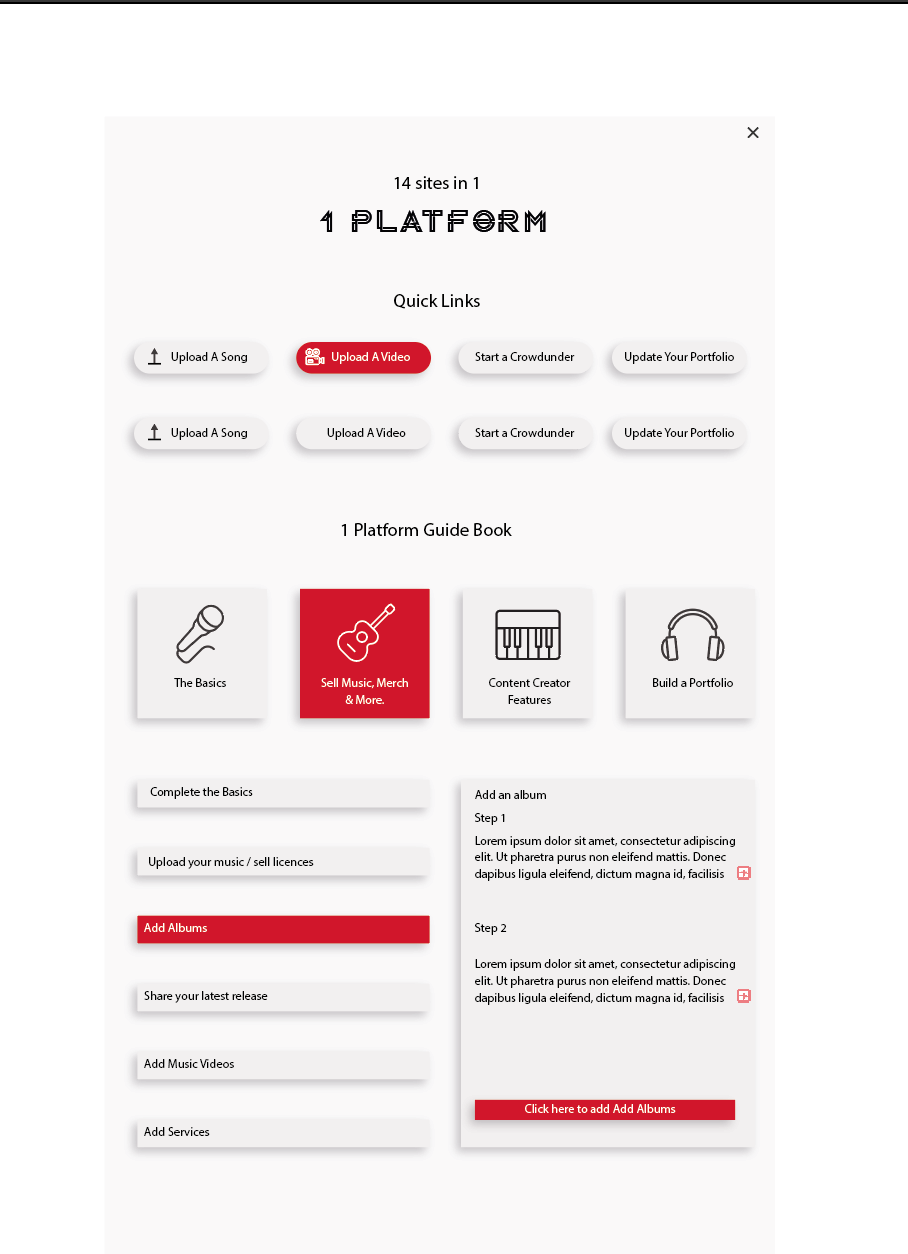 14 sites in 1
1 PLATFORM
Quick Links
Upload A Song
Upload A Video
Start a Crowdunder
Update Your Portfolio
Upload A Song
Upload A Video
Start a Crowdunder
Update Your Portfolio
1 Platform Guide Book
The Basics
Sell Music, Merch
& More.
Content Creator
Features
Build a Portfolio
Complete the Basics
Upload your music / sell licences
Add Albums
Share your latest release
Add Music Videos
Add Services
Add an album
Step 1
Lorem ipsum dolor sit amet, consectetur adipiscing
elit. Ut pharetra purus non eleifend mattis. Donec
dapibus ligula eleifend, dictum magna id, facilisis
Step 2
Lorem ipsum dolor sit amet, consectetur adipiscing
elit. Ut pharetra purus non eleifend mattis. Donec
dapibus ligula eleifend, dictum magna id, facilisis
Click here to add Add Albums